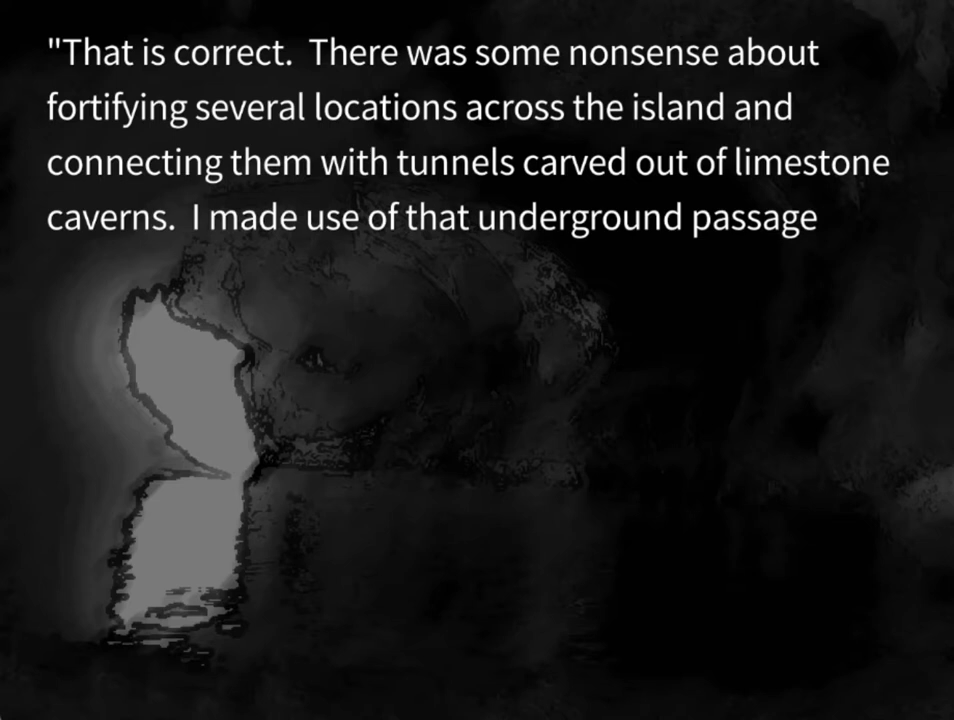 "That is correct.  There was some nonsense about
fortifying several locations across the island and
connecting them with tunnels carved out of limestone
caverns.  I made use of that underground passage